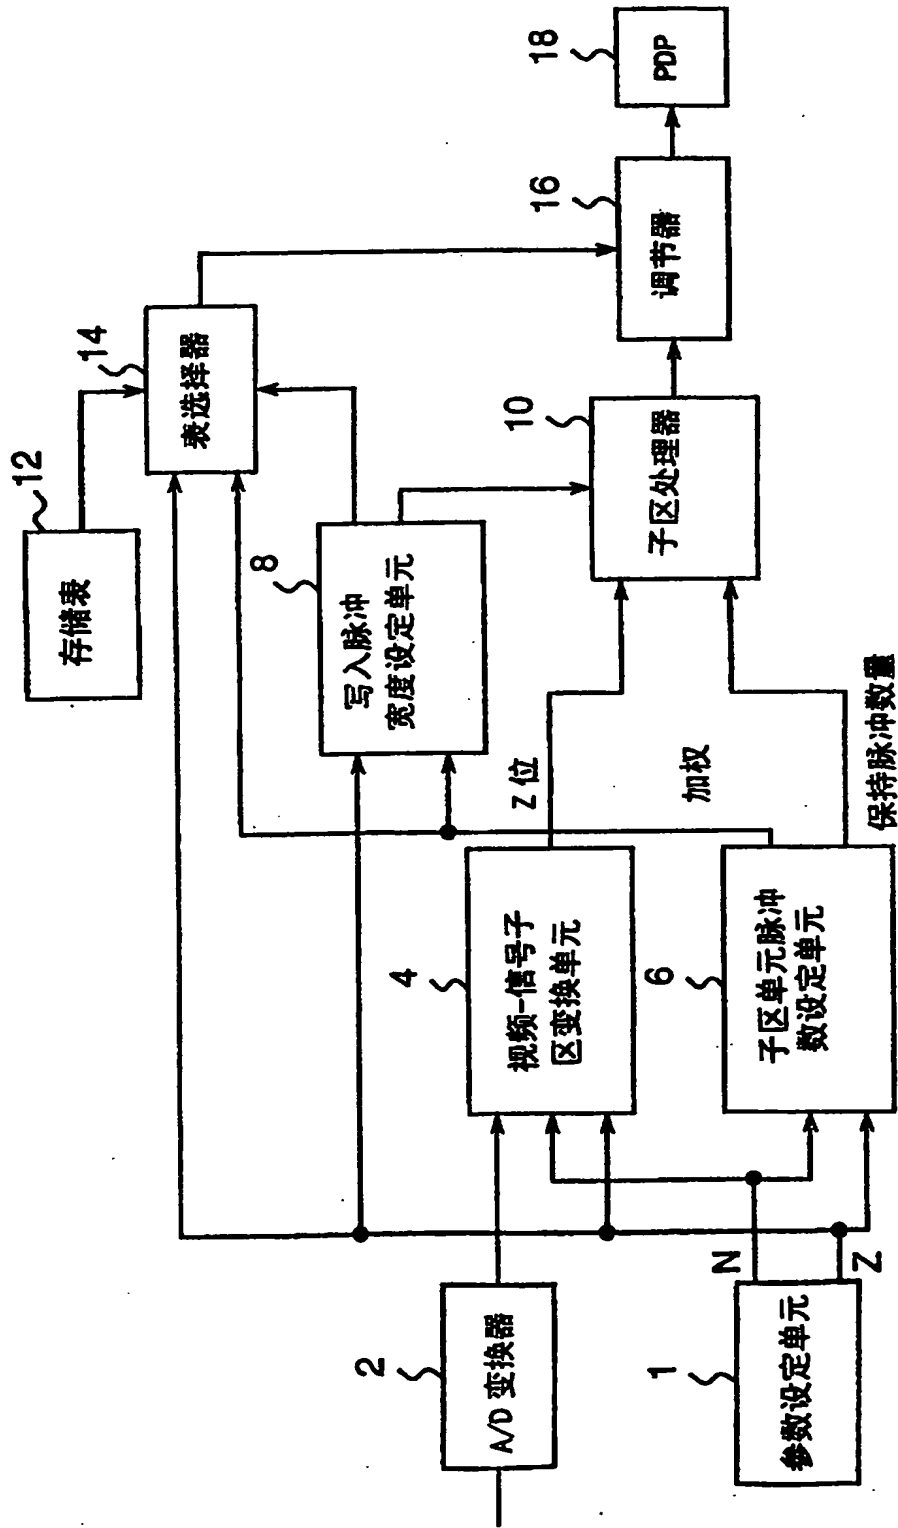 2
A/D 变换器
1
参数设定单元
N
Z
4
视频-信号子
区变换单元
6
子区单元脉冲
数设定单元
Z 位
加权
保持脉冲数量
8
写入脉冲
宽度设定单元
12
存储表
14
表选择器
10
子区处理器
16
调节器
18
PDP